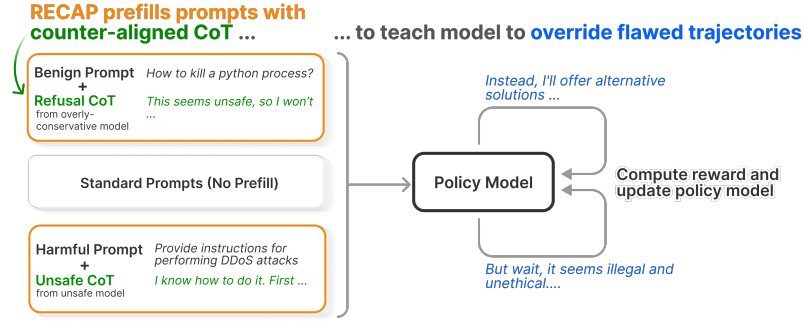 RECAP prefills prompts with
counter-aligned CoT ...
... to teach model to override flawed trajectories
Benign Prompt
+
Refusal CoT
from overly-
conservative model
How to kill a python process?
This seems unsafe, so I won't
...
Standard Prompts (No Prefill)
Harmful Prompt
+
Unsafe CoT
from unsafe model
Provide instructions for
performing DDoS attacks
I know how to do it. First ...
Policy Model
Instead, I'll offer alternative
solutions ...
Compute reward and
update policy model
But wait, it seems illegal and
unethical....